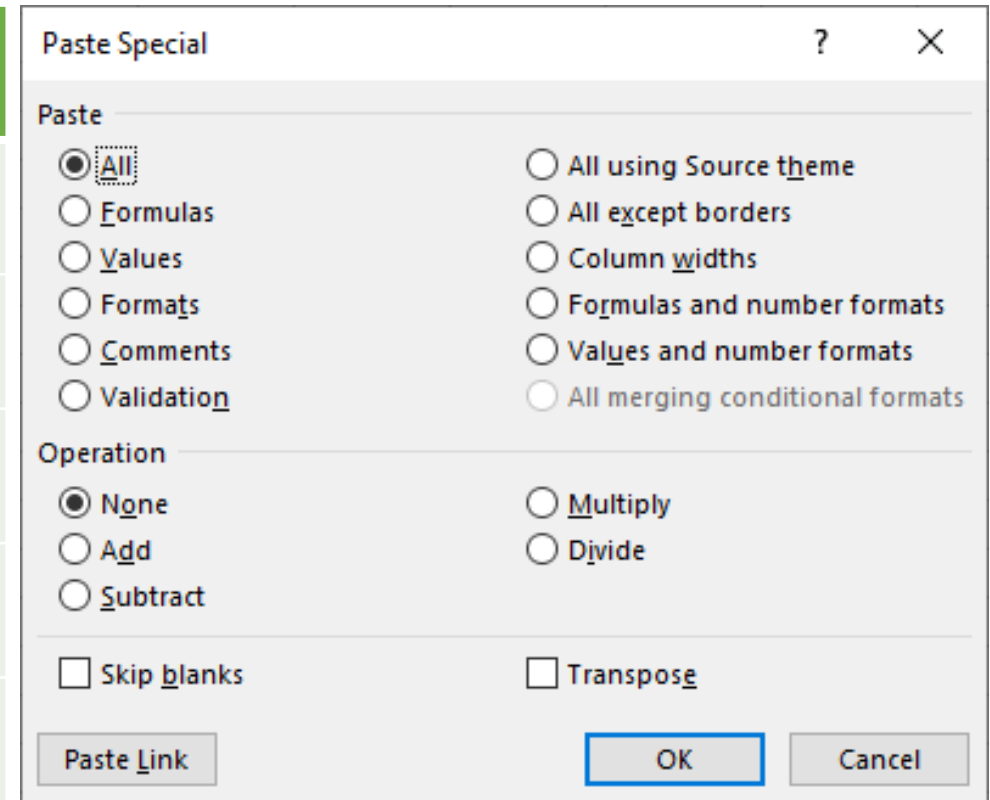 Paste Special ?
Paste
All
Formulas
Values
Formats
Comments
Validation
All using Source theme
All except borders
Column widths
Formulas and number formats
Values and number formats
All merging conditional formats
Operation
None
Add
Subtract
Multiply
Divide
Skip blanks
Transpose
Paste Link
OK
Cancel